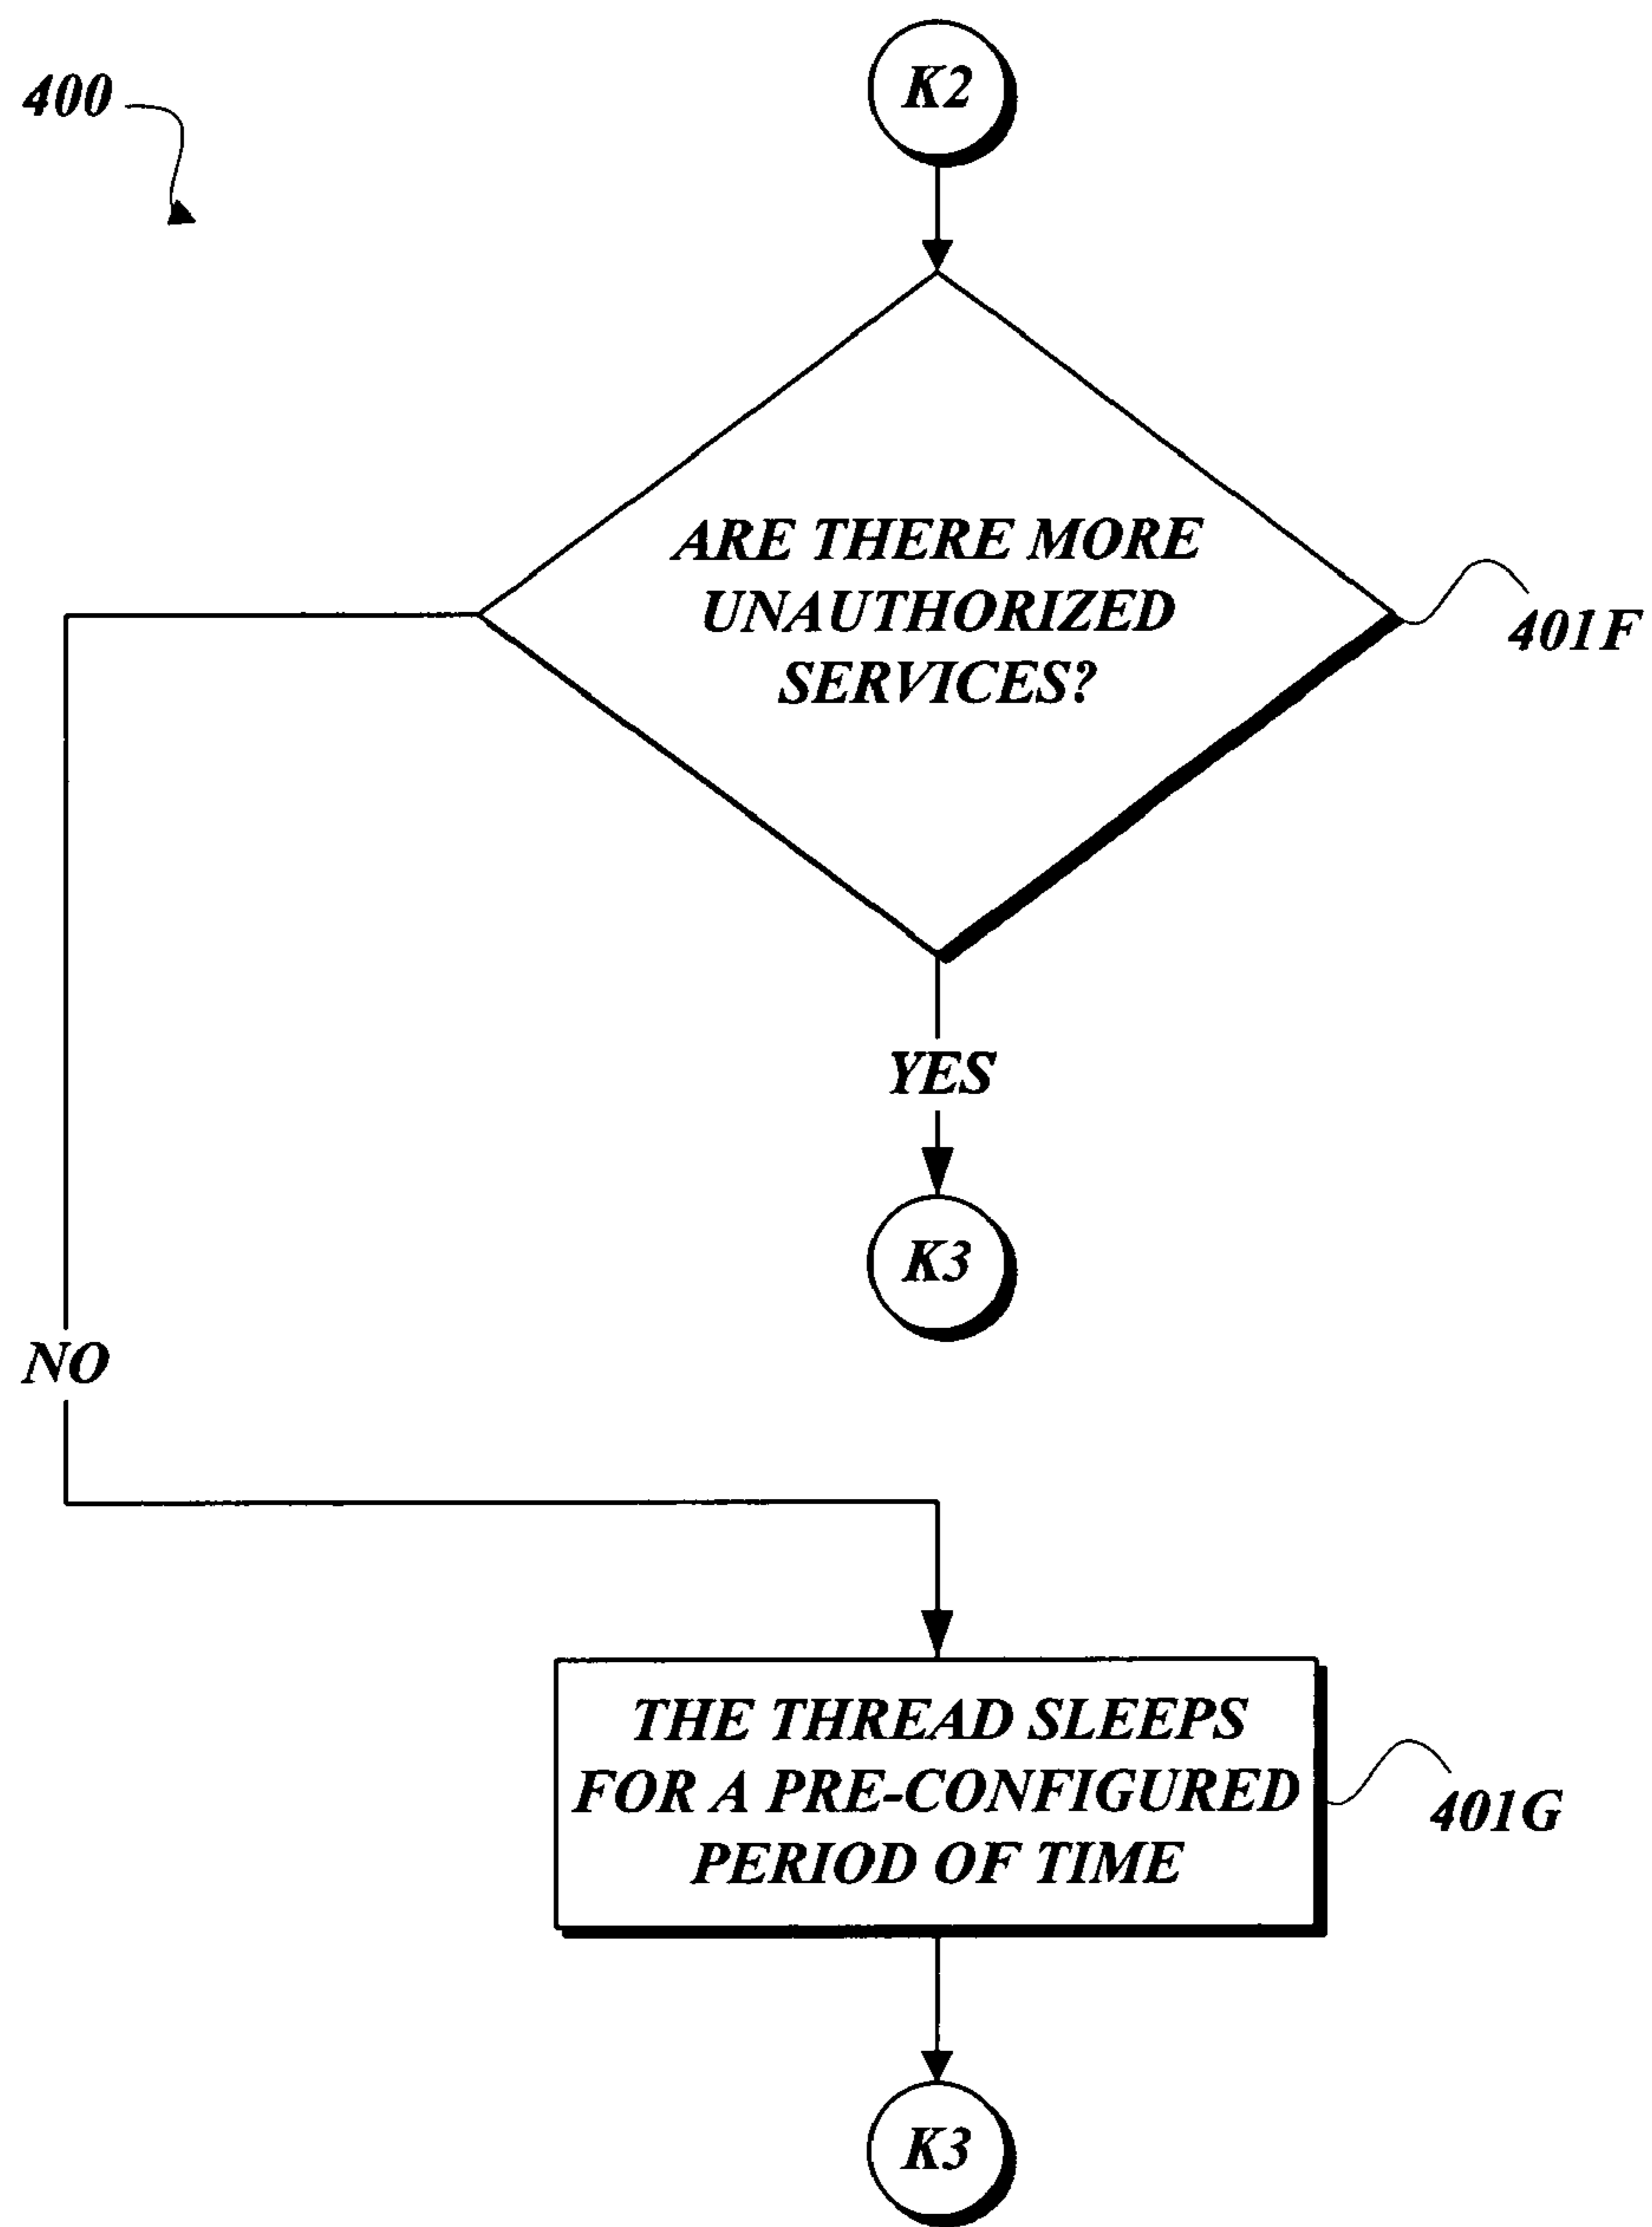 400
K2
ARE THERE MORE
UNAUTHORIZED
SERVICES?
401F
YES
K3
NO
THE THREAD SLEEPS
FOR A PRE-CONFIGURED
PERIOD OF TIME
401G
K3